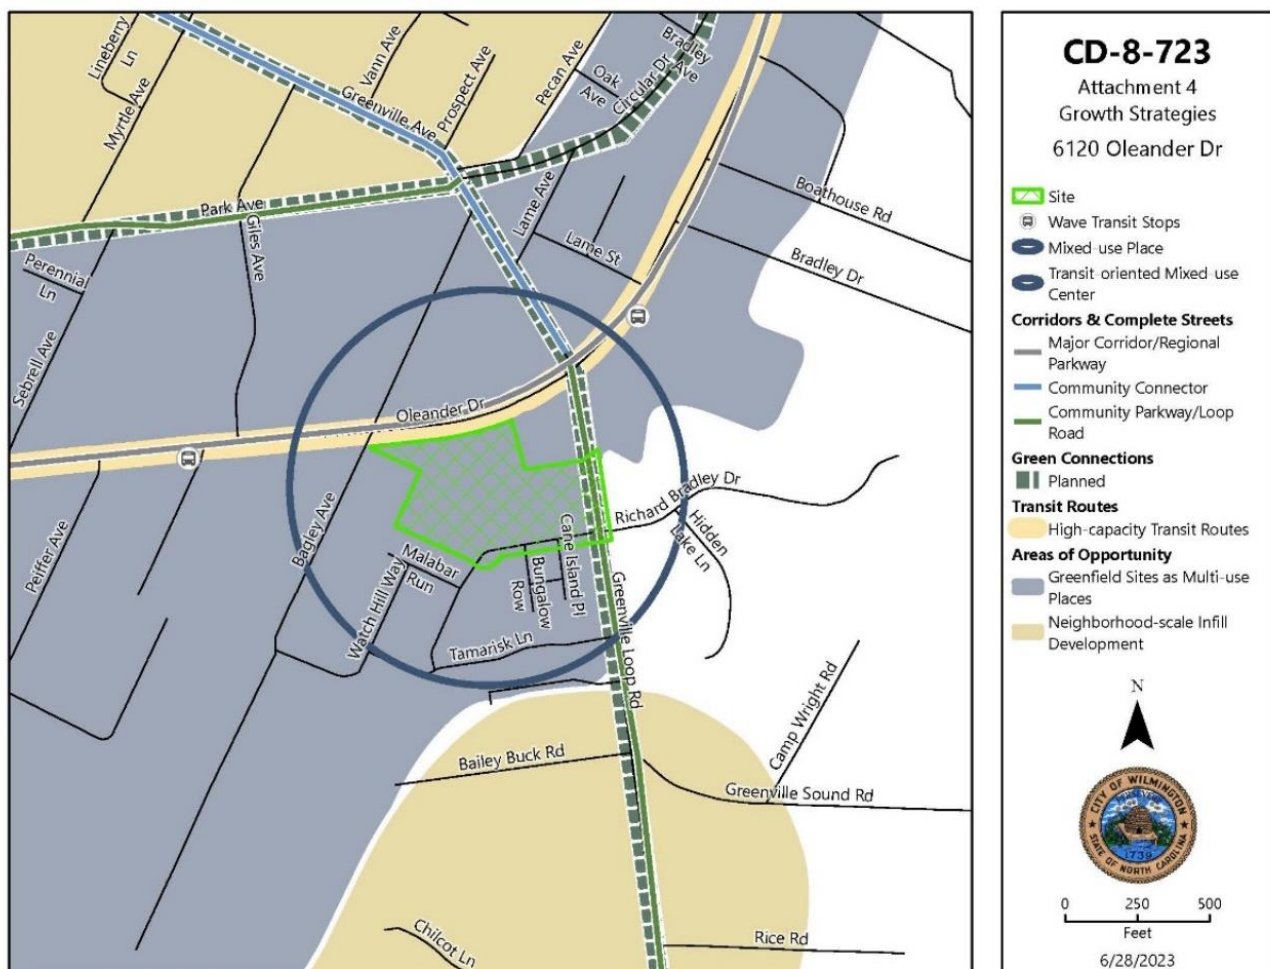 Lineberry
Ln
Myrtle Ave
Vann Ave
Greenville Ave
Prospect Ave
Pecan Ave
Oak
Ave
Circular Dr
Bradley
Ave
Park Ave
Giles Ave
Perennial
Ln
Sebrell Ave
Lame Ave
Lame St
Boathouse Rd
Bradley Dr
Oleander Dr
Peiffer Ave
Bagley Ave
Richard Bradley Dr
Hidden
Lake Ln
Malabar
Run
Watch Hill Way
Bungalow
Row
Cane Island Pl
Tamarisk Ln
Greenville Loop Rd
Bailey Buck Rd
Camp Wright Rd
Greenville Sound Rd
Chilcot Ln
Rice Rd
CD-8-723
Attachment 4
Growth Strategies
6120 Oleander Dr
Site
Wave Transit Stops
Mixed-use Place
Transit-oriented Mixed-use
Center
Corridors & Complete Streets
Major Corridor/Regional
Parkway
Community Connector
Community Parkway/Loop
Road
Green Connections
Planned
Transit Routes
High-capacity Transit Routes
Areas of Opportunity
Greenfield Sites as Multi-use
Places
Neighborhood-scale Infill
Development
N
CITY OF WILMINGTON
STATE OF NORTH CAROLINA
1739
0 250 500
Feet
6/28/2023